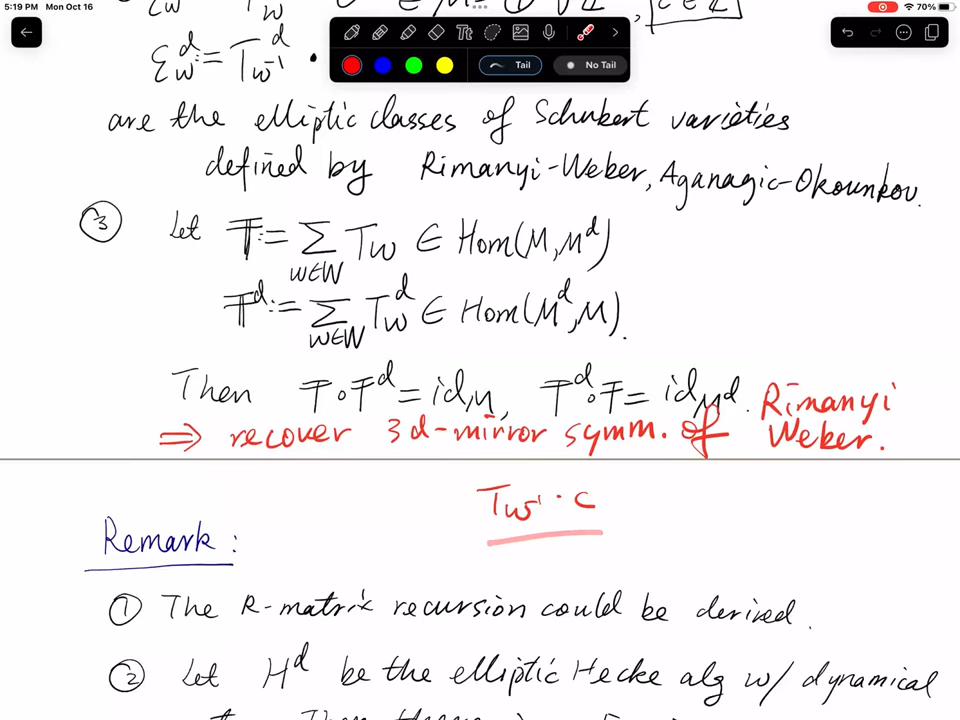 5:19 PM Mon Oct 16
70%
Tt
Tail
No Tail
ℰ_w^d := T_{w^{-1}}^d ·
are the elliptic classes of Schubert varieties
defined by Rimanyi-Weber, Aganagic-Okounkov.
③ Let 𝕋 := Σ_{w∈W} T_w ∈ Hom(M, M^d)
𝕋^d := Σ_{w∈W} T_w^d ∈ Hom(M^d, M).
Then 𝕋 ∘ 𝕋^d = id_M, 𝕋^d ∘ 𝕋 = id_{M^d}. Rimanyi
⇒ recover 3d-mirror symm. of Weber.
T_{w^{-1}} · c
Remark:
① The R-matrix recursion could be derived.
② Let H^d be the elliptic Hecke alg w/ dynamical